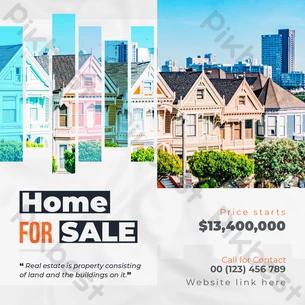 Home
FOR SALE
❝ Real estate is property consisting
of land and the buildings on it.❞
Price starts
$13,400,000
Call for Contact
00 (123) 456 789
Website link here